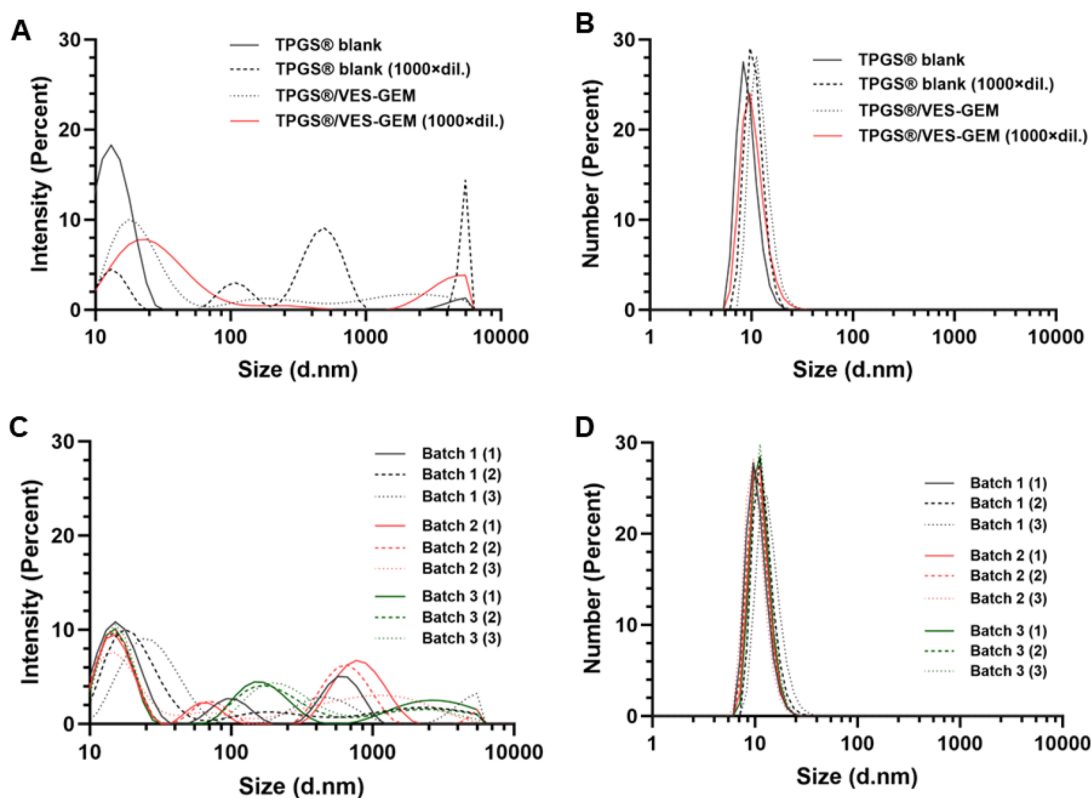 A
Intensity (Percent)
30
20
10
0
10
100
1000
10000
Size (d.nm)
TPGS® blank
TPGS® blank (1000×dil.)
TPGS®/VES-GEM
TPGS®/VES-GEM (1000×dil.)
B
Number (Percent)
30
20
10
0
1
10
100
1000
10000
Size (d.nm)
TPGS® blank
TPGS® blank (1000×dil.)
TPGS®/VES-GEM
TPGS®/VES-GEM (1000×dil.)
C
Intensity (Percent)
30
20
10
0
10
100
1000
10000
Size (d.nm)
Batch 1 (1)
Batch 1 (2)
Batch 1 (3)
Batch 2 (1)
Batch 2 (2)
Batch 2 (3)
Batch 3 (1)
Batch 3 (2)
Batch 3 (3)
D
Number (Percent)
30
20
10
0
1
10
100
1000
10000
Size (d.nm)
Batch 1 (1)
Batch 1 (2)
Batch 1 (3)
Batch 2 (1)
Batch 2 (2)
Batch 2 (3)
Batch 3 (1)
Batch 3 (2)
Batch 3 (3)